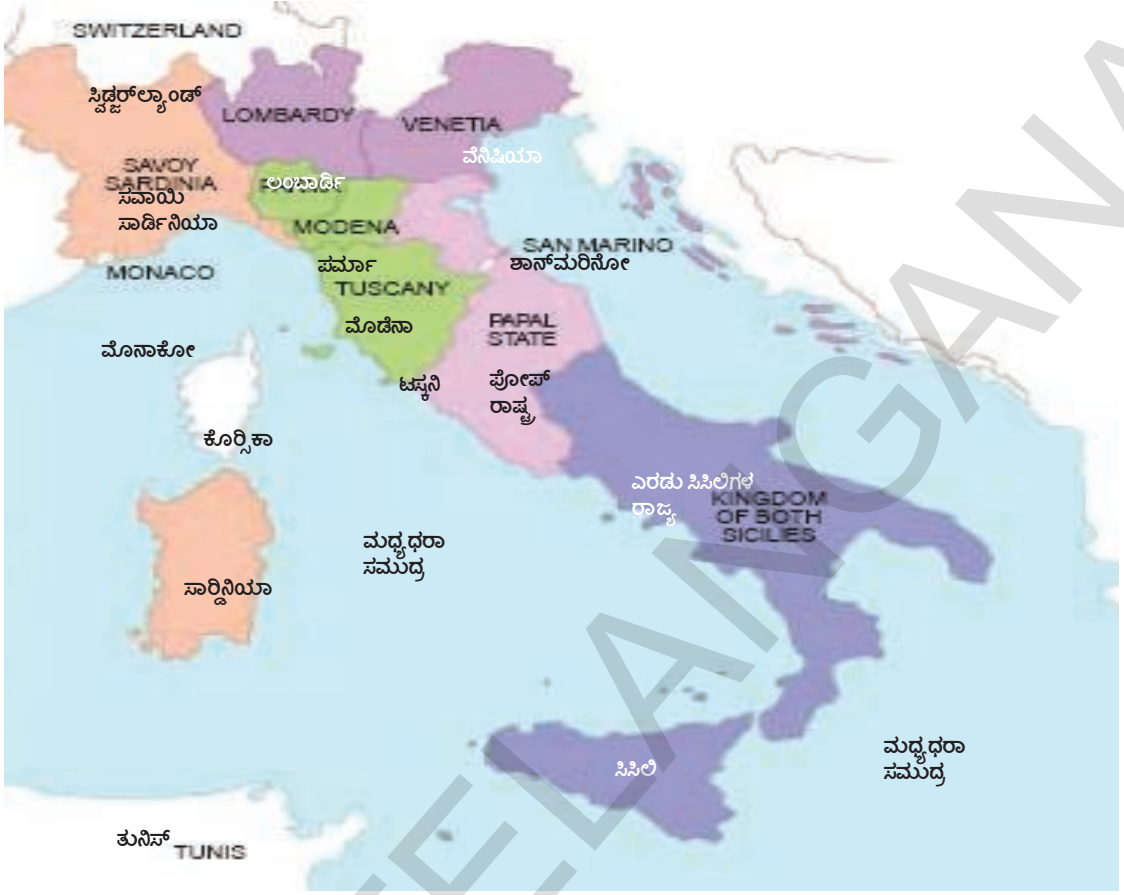 SWITZERLAND
ಸ್ವಿಡ್ಜರ್‌ಲ್ಯಾಂಡ್
LOMBARDY
VENETIA
ವೆನಿಷಿಯಾ
SAVOY
SARDINIA
ಸವಾಯಿ
ಸಾರ್ಡಿನಿಯಾ
ಲಂಬಾರ್ಡಿ
MODENA
SAN MARINO
ಶಾನ್‌ಮರಿನೋ
MONACO
ಪರ್ಮಾ
TUSCANY
ಮೊಡೆನಾ
PAPAL
STATE
ಮೊನಾಕೋ
ಟಸ್ಕನಿ
ಪೋಪ್
ರಾಷ್ಟ್ರ
ಕೊರ‍್ಸಿಕಾ
ಎರಡು ಸಿಸಿಲಿಗಳ
ರಾಜ್ಯ
KINGDOM
OF BOTH
SICILIES
ಮಧ್ಯಧರಾ
ಸಮುದ್ರ
ಸಾರ‍್ಡಿನಿಯಾ
ಮಧ್ಯಧರಾ
ಸಮುದ್ರ
ಸಿಸಿಲಿ
ತುನಿಸ್
TUNIS
TELANGANA